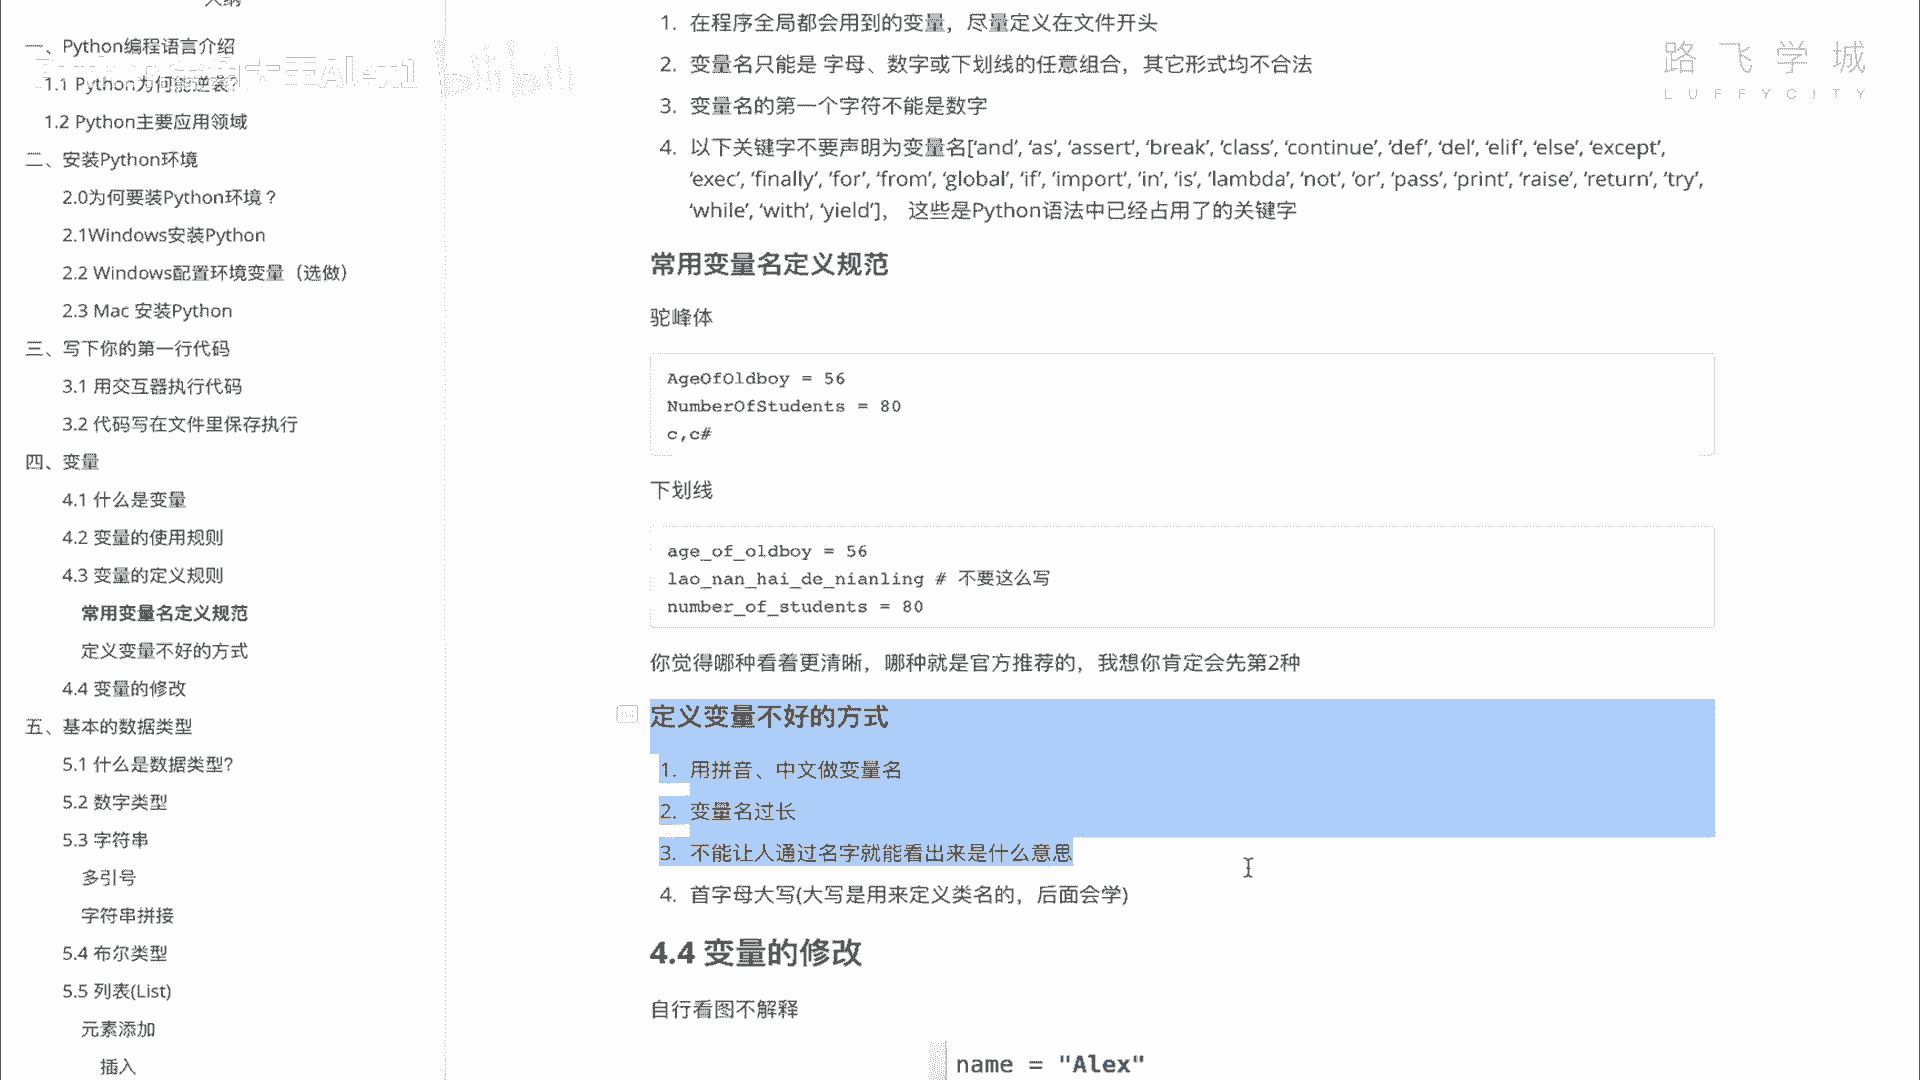 大纲
一、Python编程语言介绍
1.1 Python为何能逆袒?
1.2 Python主要应用领域
二、安装Python环境
2.0为何要装Python环境？
2.1Windows安装Python
2.2 Windows配置环境变量（选做）
2.3 Mac 安装Python
三、写下你的第一行代码
3.1 用交互器执行代码
3.2 代码写在文件里保存执行
四、变量
4.1 什么是变量
4.2 变量的使用规则
4.3 变量的定义规则
常用变量名定义规范
定义变量不好的方式
4.4 变量的修改
五、基本的数据类型
5.1 什么是数据类型?
5.2 数字类型
5.3 字符串
多引号
字符串拼接
5.4 布尔类型
5.5 列表(List)
元素添加
插入
1. 在程序全局都会用到的变量，尽量定义在文件开头
2. 变量名只能是 字母、数字或下划线的任意组合，其它形式均不合法
3. 变量名的第一个字符不能是数字
4. 以下关键字不要声明为变量名[‘and’, ‘as’, ‘assert’, ‘break’, ‘class’, ‘continue’, ‘def’, ‘del’, ‘elif’, ‘else’, ‘except’,
‘exec’, ‘finally’, ‘for’, ‘from’, ‘global’, ‘if’, ‘import’, ‘in’, ‘is’, ‘lambda’, ‘not’, ‘or’, ‘pass’, ‘print’, ‘raise’, ‘return’, ‘try’,
‘while’, ‘with’, ‘yield’]， 这些是Python语法中已经占用了的关键字
常用变量名定义规范
驼峰体
AgeOfOldboy = 56
NumberOfStudents = 80
c,c#
下划线
age_of_oldboy = 56
lao_nan_hai_de_nianling # 不要这么写
number_of_students = 80
你觉得哪种看着更清晰，哪种就是官方推荐的，我想你肯定会先第2种
定义变量不好的方式
1. 用拼音、中文做变量名
2. 变量名过长
3. 不能让人通过名字就能看出来是什么意思
4. 首字母大写(大写是用来定义类名的，后面会学)
4.4 变量的修改
自行看图不解释
name = "Alex"
路飞学城
LUFFYCITY